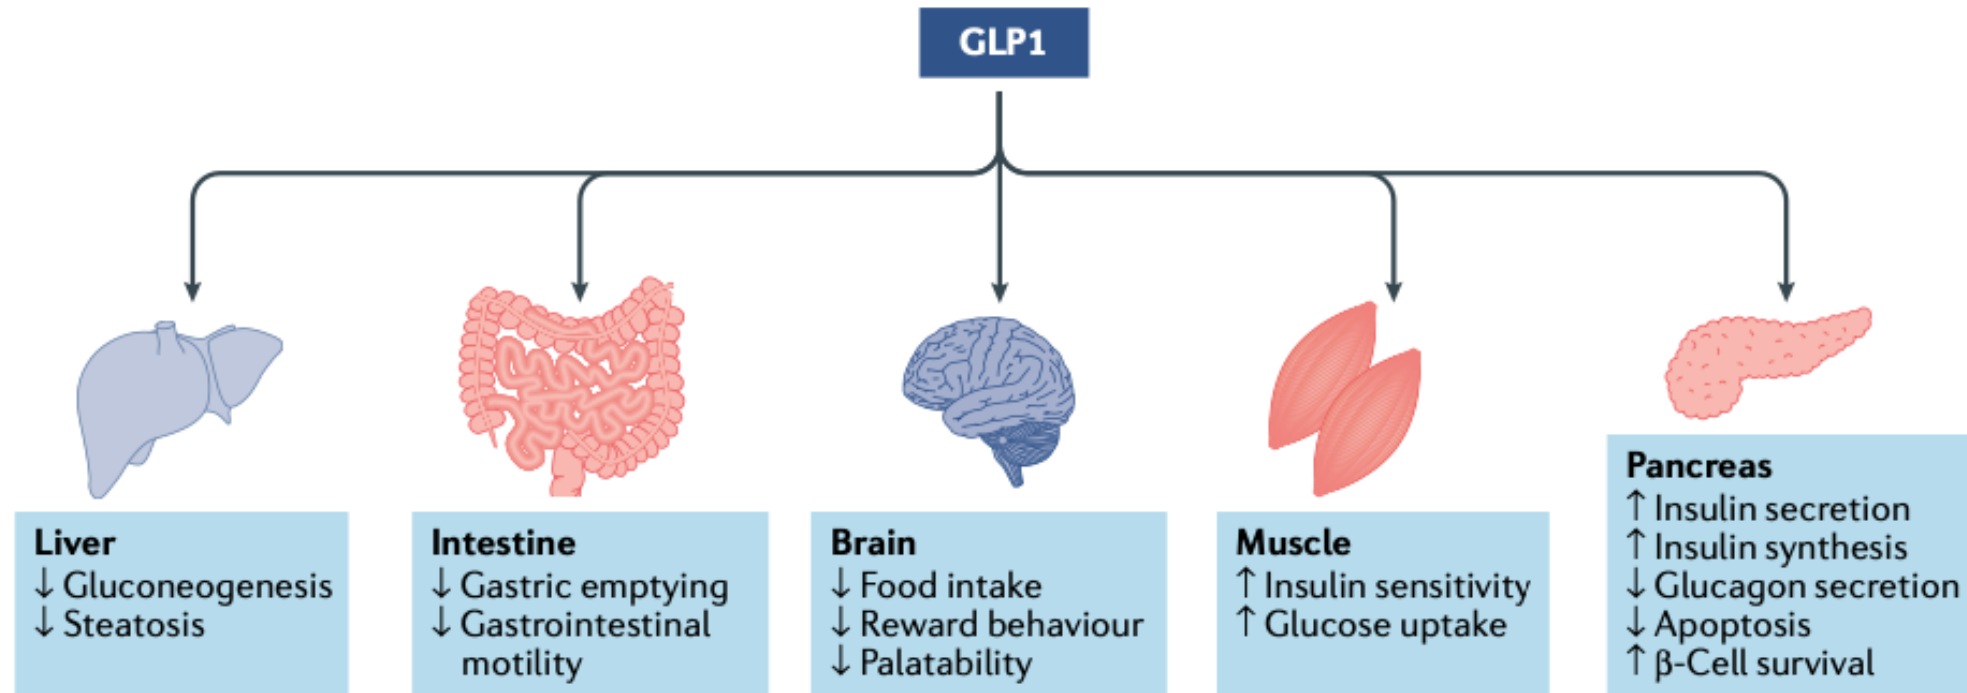 GLP1
Liver
↓ Gluconeogenesis
↓ Steatosis
Intestine
↓ Gastric emptying
↓ Gastrointestinal
motility
Brain
↓ Food intake
↓ Reward behaviour
↓ Palatability
Muscle
↑ Insulin sensitivity
↑ Glucose uptake
Pancreas
↑ Insulin secretion
↑ Insulin synthesis
↓ Glucagon secretion
↓ Apoptosis
↑ β-Cell survival